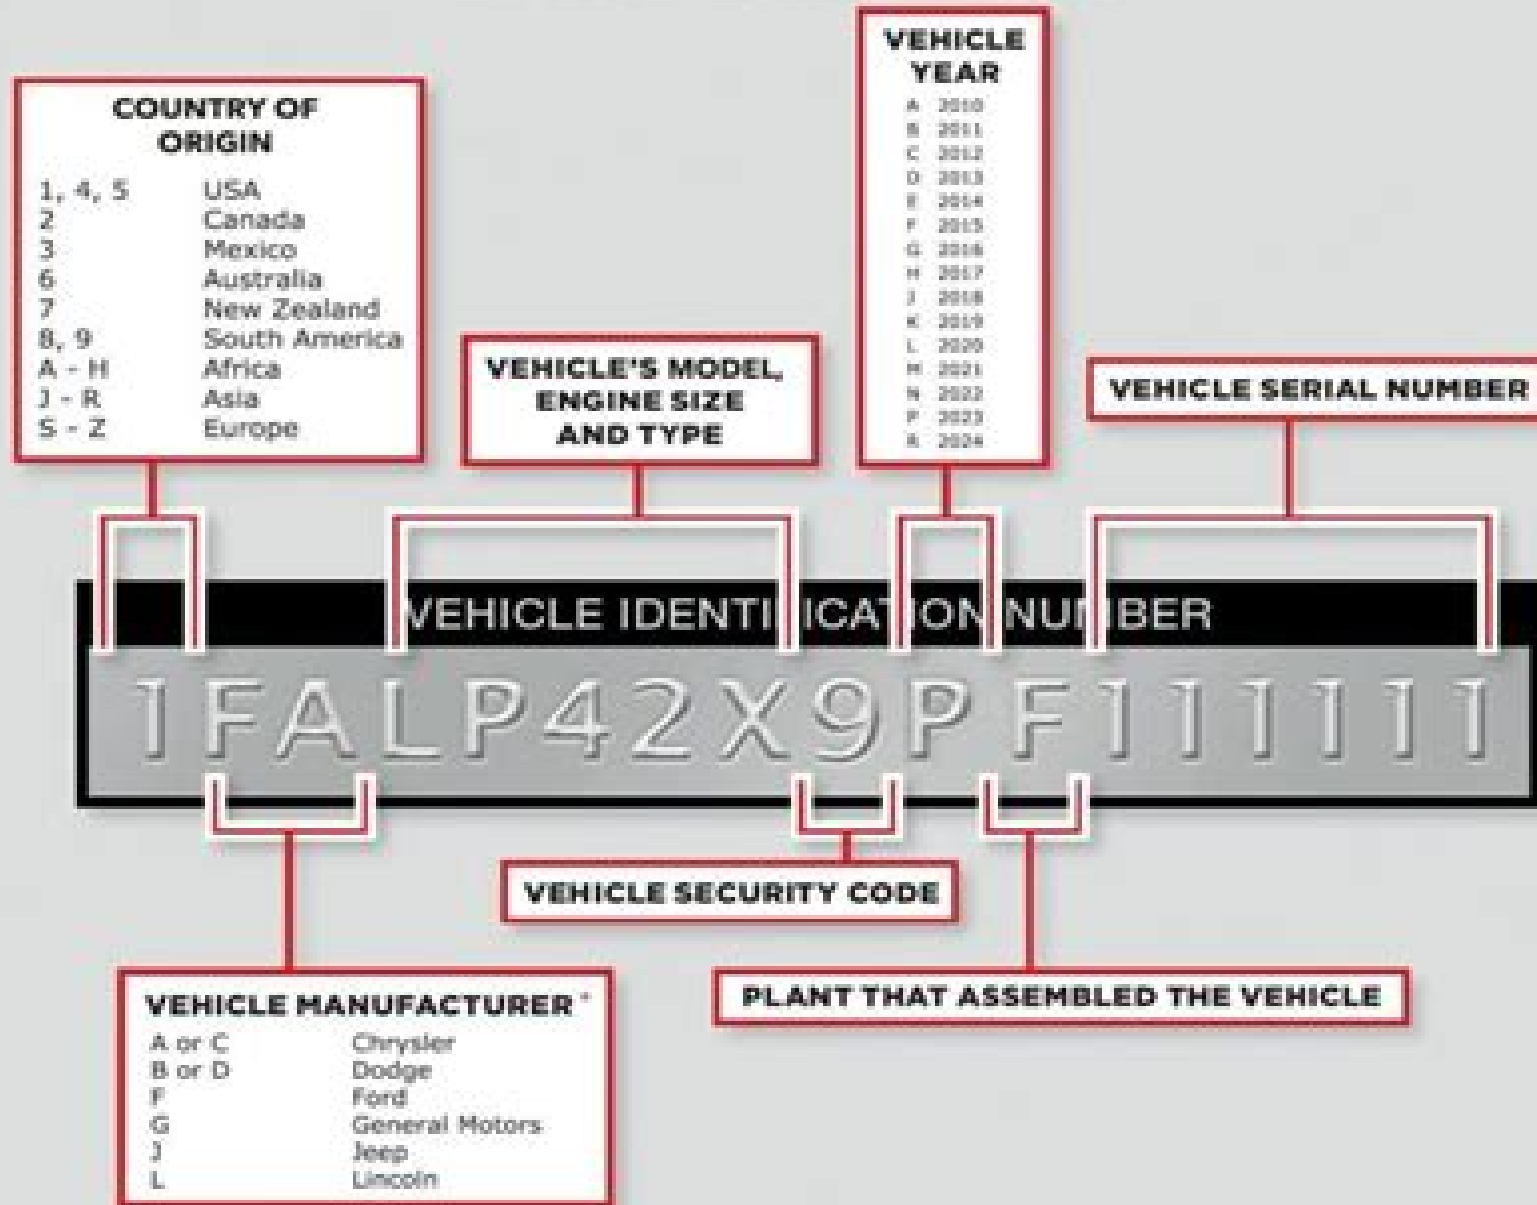 VEHICLE
YEAR
A 2010
B 2011
C 2012
D 2013
E 2014
F 2015
G 2016
H 2017
J 2018
K 2019
L 2020
M 2021
N 2022
P 2023
R 2024
COUNTRY OF
ORIGIN
1, 4, 5 USA
2 Canada
3 Mexico
6 Australia
7 New Zealand
8, 9 South America
A - H Africa
J - R Asia
S - Z Europe
VEHICLE'S MODEL,
ENGINE SIZE
AND TYPE
VEHICLE SERIAL NUMBER
VEHICLE IDENTIFICATION NUMBER
1FALP42X9PF111111
VEHICLE SECURITY CODE
PLANT THAT ASSEMBLED THE VEHICLE
VEHICLE MANUFACTURER*
A or C Chrysler
B or D Dodge
F Ford
G General Motors
J Jeep
L Lincoln